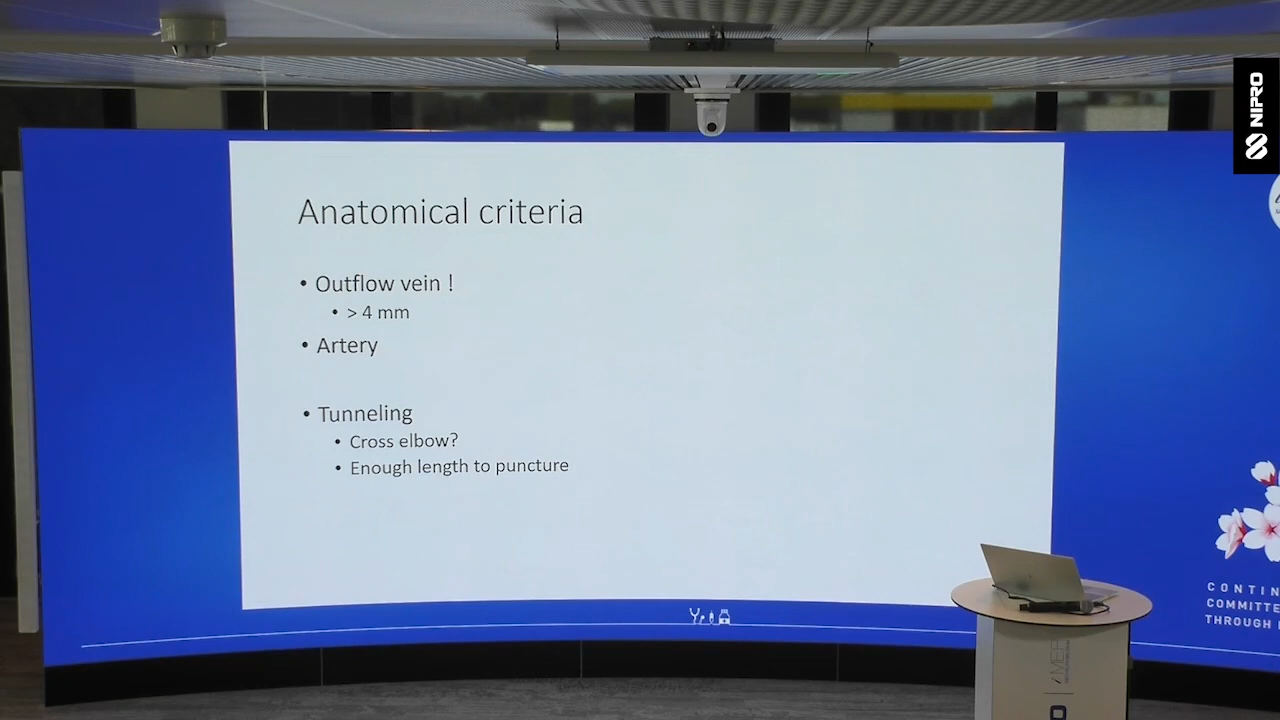 NIPRO
Anatomical criteria
• Outflow vein !
• > 4 mm
• Artery
• Tunneling
• Cross elbow?
• Enough length to puncture
CONTIN
COMMITTE
THROUGH